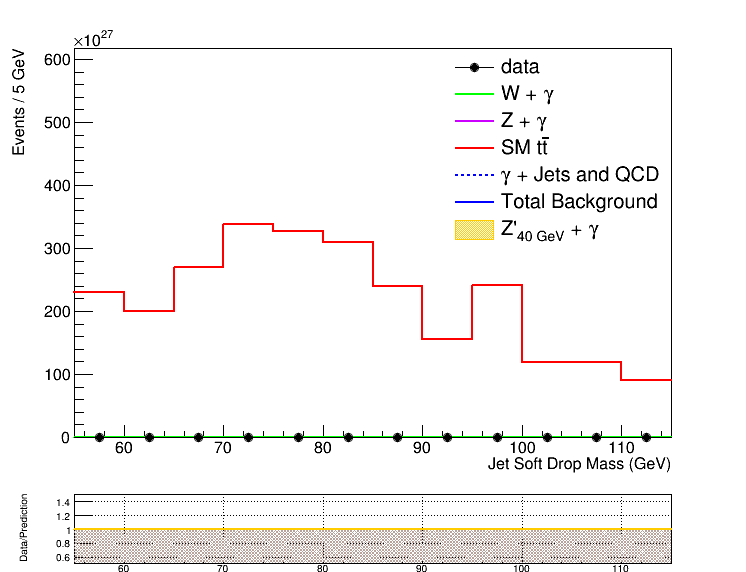 ×10^27
Events / 5 GeV
600
500
400
300
200
100
0
60 70 80 90 100 110
Jet Soft Drop Mass (GeV)
data
W + γ
Z + γ
SM tt̄
γ + Jets and QCD
Total Background
Z'40 GeV + γ
Data/Prediction
1.4
1.2
1
0.8
0.6
60 70 80 90 100 110